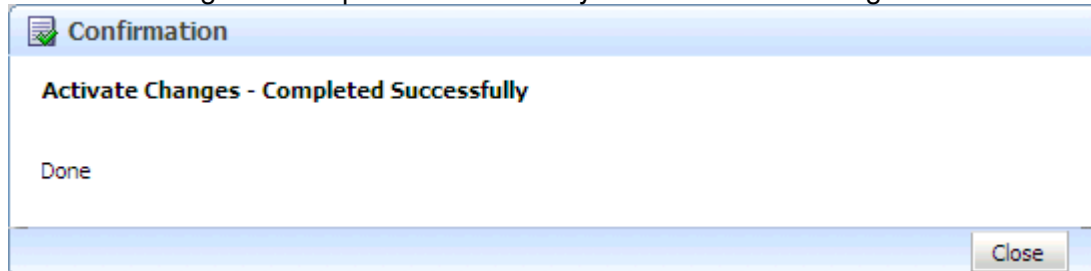 Confirmation
Activate Changes - Completed Successfully
Done
Close